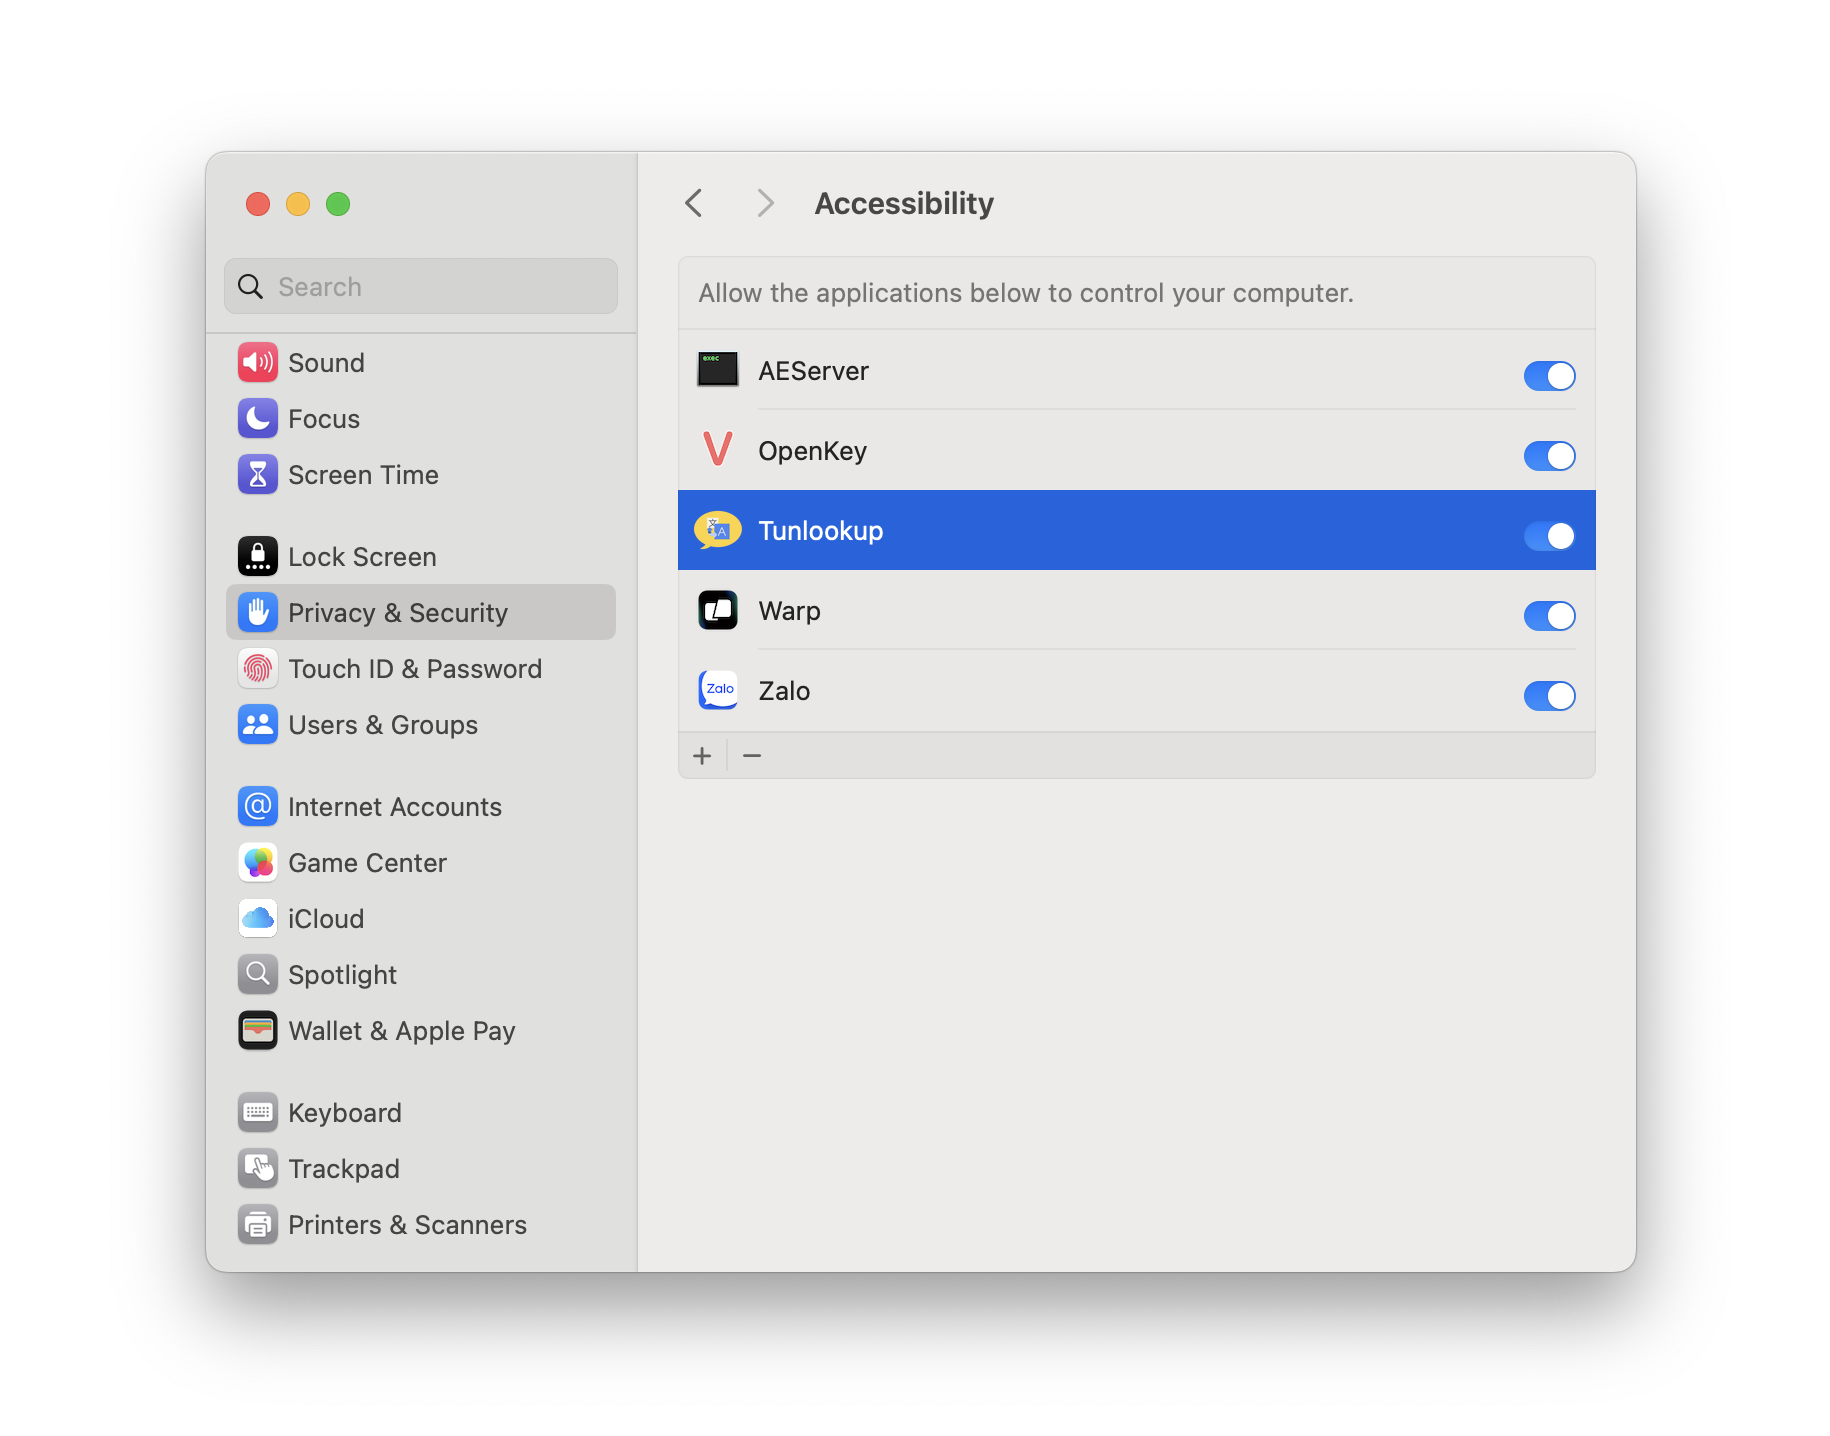 Search
Sound
Focus
Screen Time
Lock Screen
Privacy & Security
Touch ID & Password
Users & Groups
Internet Accounts
Game Center
iCloud
Spotlight
Wallet & Apple Pay
Keyboard
Trackpad
Printers & Scanners
Accessibility
Allow the applications below to control your computer.
exec
AEServer
V
OpenKey
文
A
Tunlookup
Warp
Zalo
Zalo